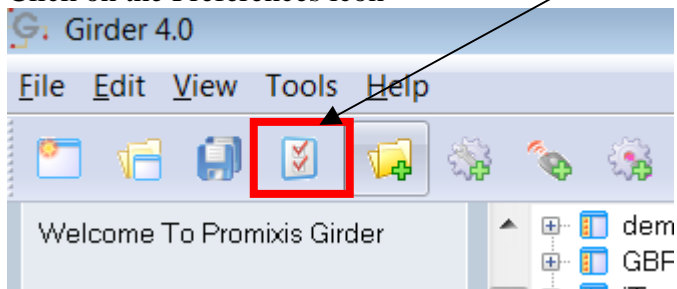 Click on the Preferences icon
Girder 4.0
File Edit View Tools Help
Welcome To Promixis Girder
dem
GBF